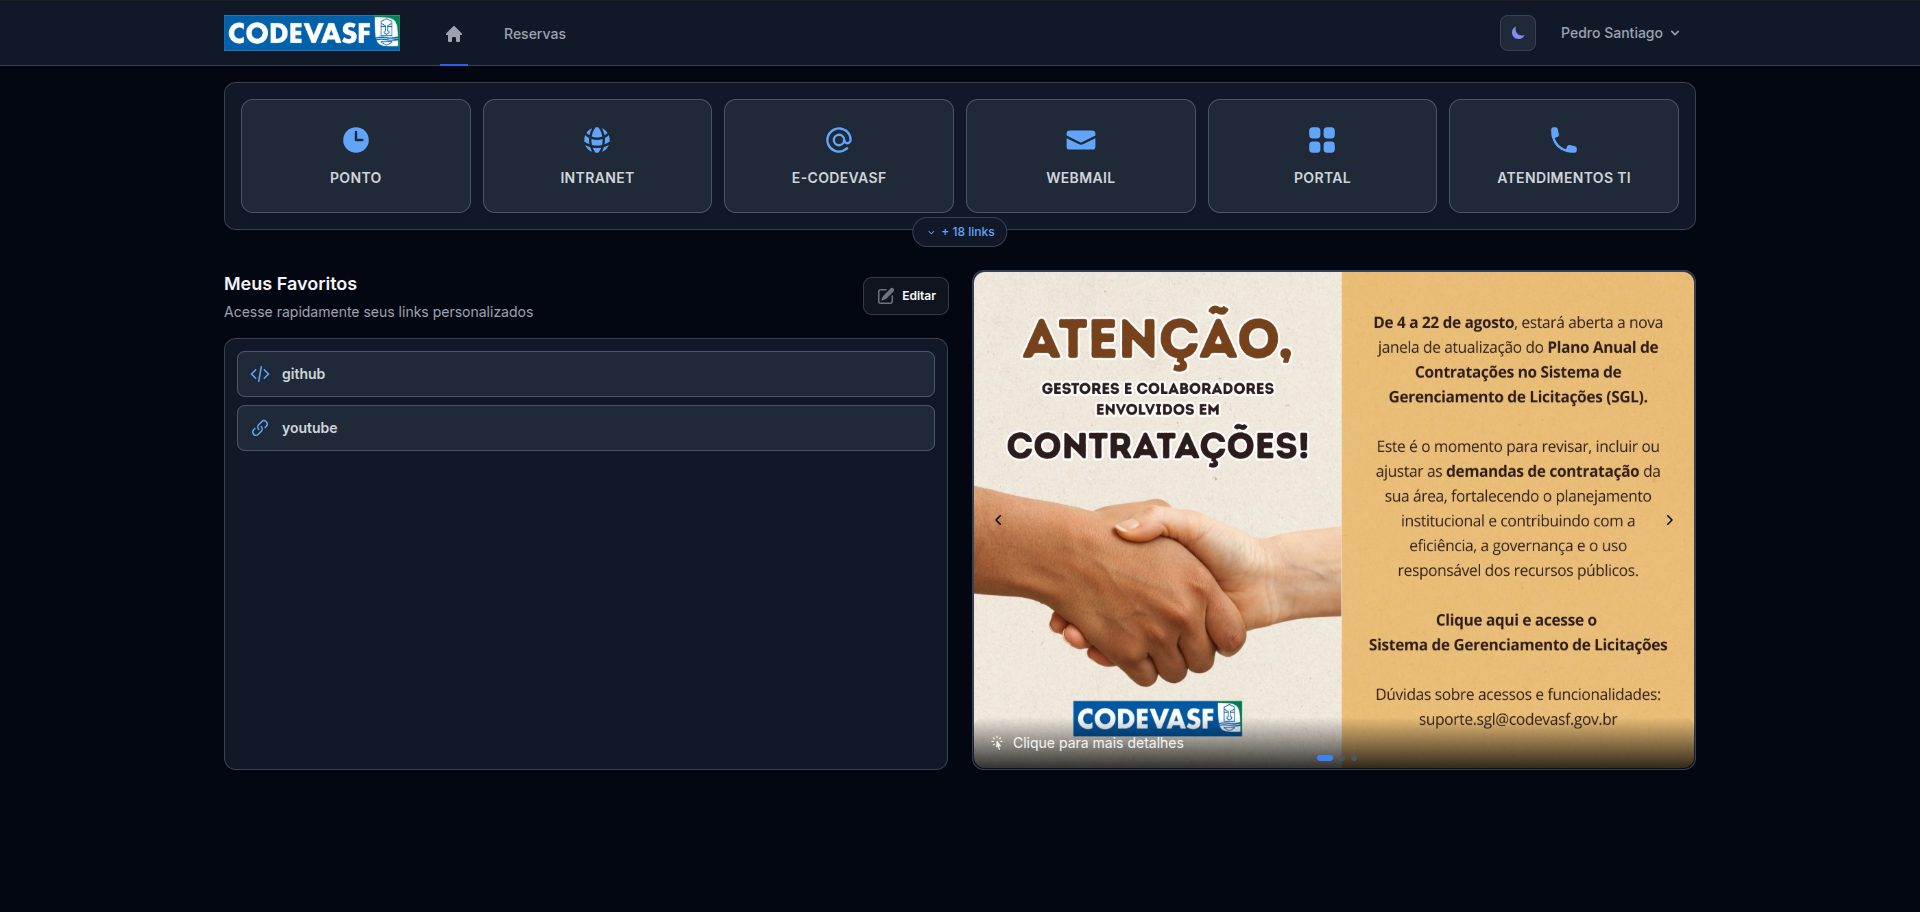 CODEVASF
Reservas
Pedro Santiago
PONTO
INTRANET
E-CODEVASF
WEBMAIL
PORTAL
ATENDIMENTOS TI
+ 18 links
Meus Favoritos
Acesse rapidamente seus links personalizados
Editar
github
youtube
ATENÇÃO,
GESTORES E COLABORADORES
ENVOLVIDOS EM
CONTRATAÇÕES!
CODEVASF
Clique para mais detalhes
De 4 a 22 de agosto, estará aberta a nova
janela de atualização do Plano Anual de
Contratações no Sistema de
Gerenciamento de Licitações (SGL).
Este é o momento para revisar, incluir ou
ajustar as demandas de contratação da
sua área, fortalecendo o planejamento
institucional e contribuindo com a
eficiência, a governança e o uso
responsável dos recursos públicos.
Clique aqui e acesse o
Sistema de Gerenciamento de Licitações
Dúvidas sobre acessos e funcionalidades:
suporte.sgl@codevasf.gov.br